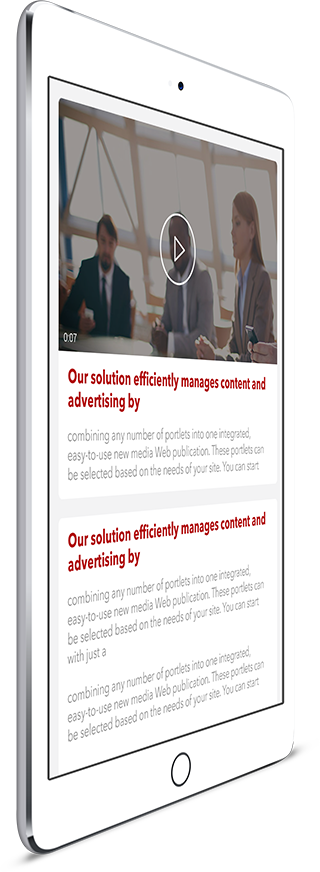 0:07
Our solution efficiently manages content and
advertising by
combining any number of portlets into one integrated,
easy-to-use new media Web publication. These portlets can
be selected based on the needs of your site. You can start
Our solution efficiently manages content and
advertising by
combining any number of portlets into one integrated,
easy-to-use new media Web publication. These portlets can
be selected based on the needs of your site. You can start
with just a
combining any number of portlets into one integrated,
easy-to-use new media Web publication. These portlets can
be selected based on the needs of your site. You can start